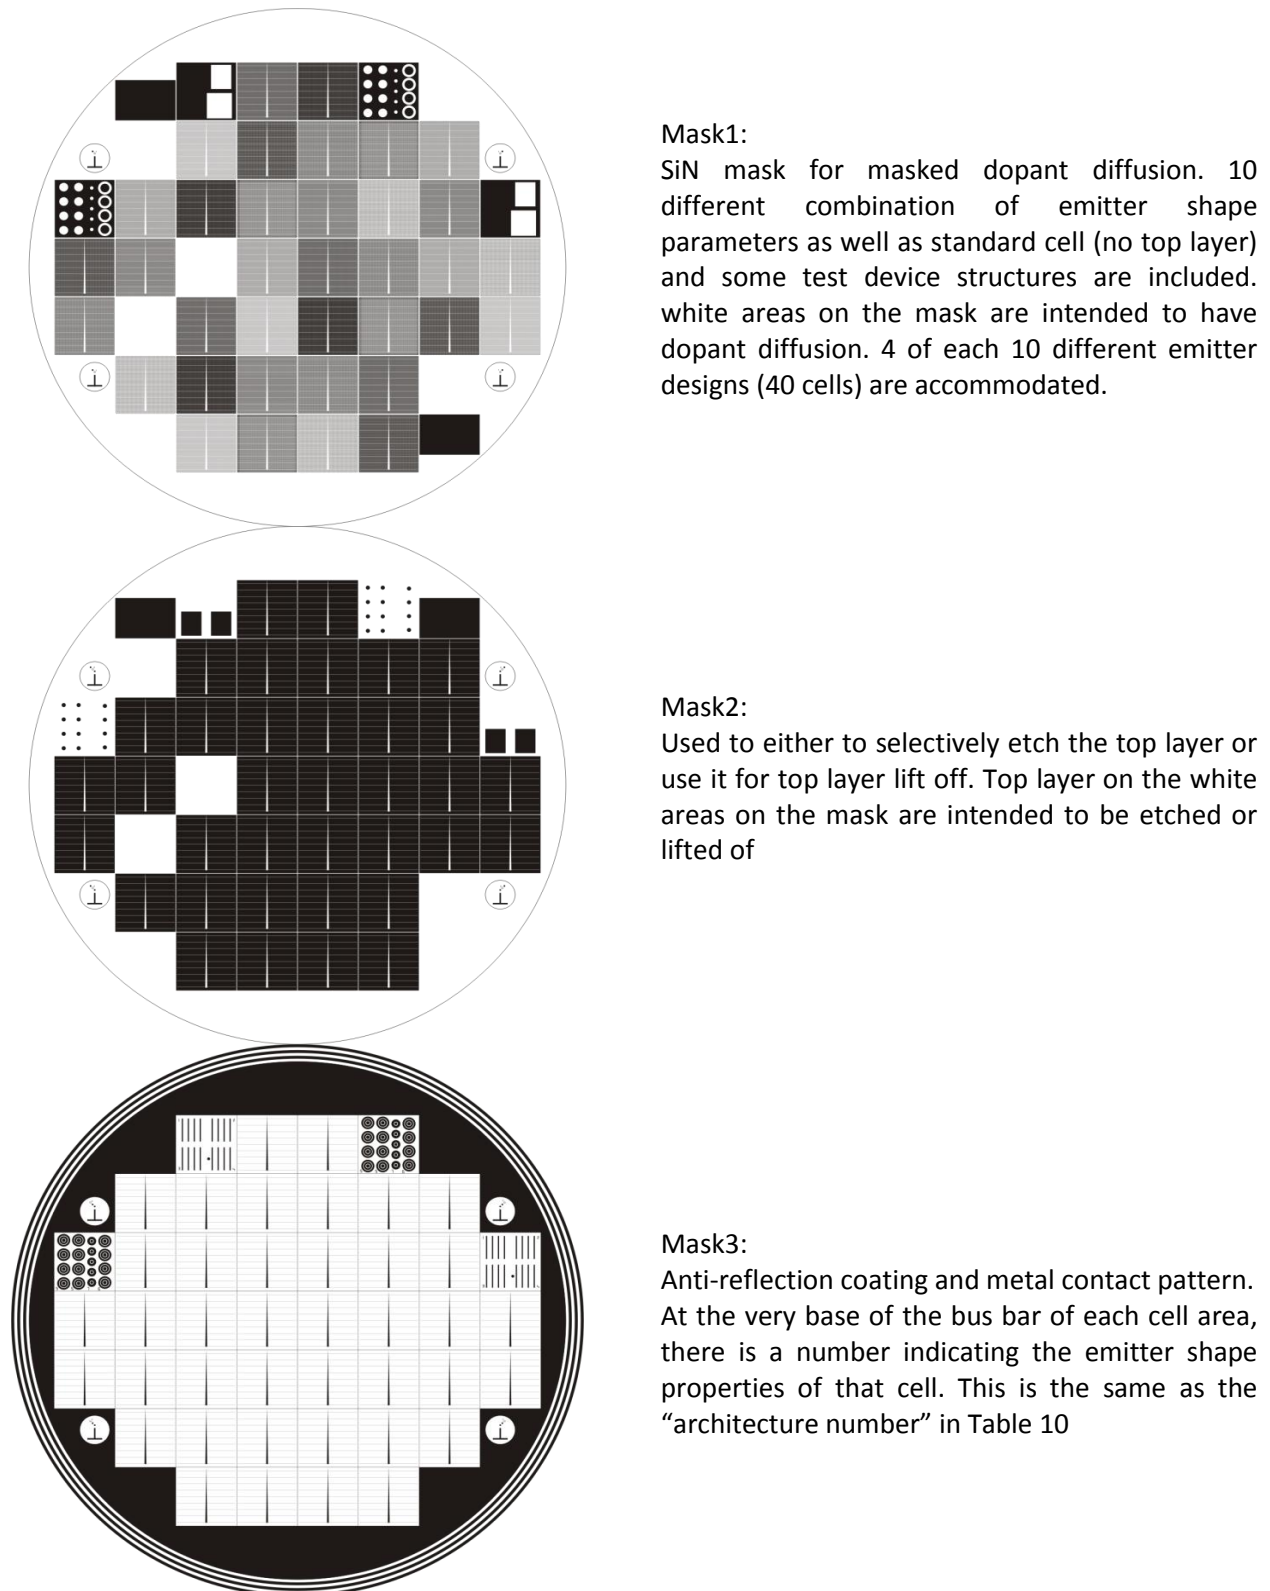 Mask1:
SiN mask for masked dopant diffusion. 10
different combination of emitter shape
parameters as well as standard cell (no top layer)
and some test device structures are included.
white areas on the mask are intended to have
dopant diffusion. 4 of each 10 different emitter
designs (40 cells) are accommodated.
Mask2:
Used to either to selectively etch the top layer or
use it for top layer lift off. Top layer on the white
areas on the mask are intended to be etched or
lifted of
Mask3:
Anti-reflection coating and metal contact pattern.
At the very base of the bus bar of each cell area,
there is a number indicating the emitter shape
properties of that cell. This is the same as the
“architecture number” in Table 10